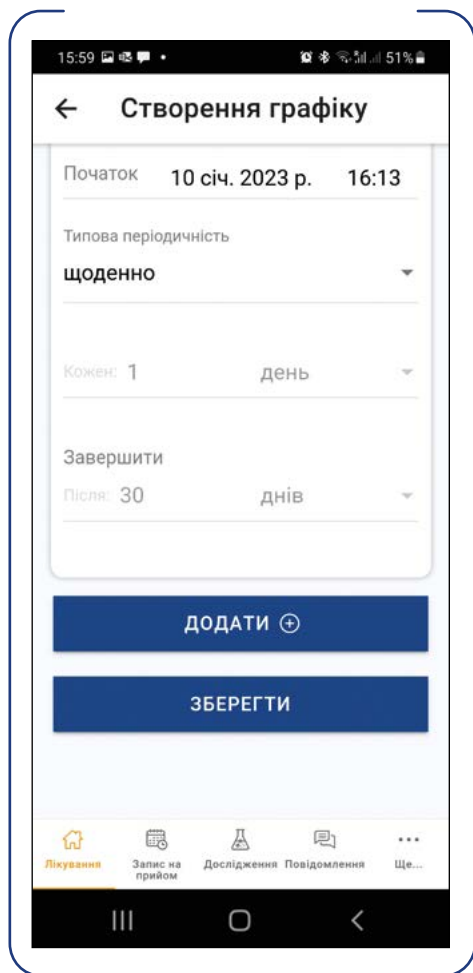 15:59 51%
Створення графіку
Початок 10 січ. 2023 р. 16:13
Типова періодичність
щоденно
Кожен: 1 день
Завершити
Після: 30 днів
ДОДАТИ
ЗБЕРЕГТИ
Лікування Запис на прийом Дослідження Повідомлення Ще...